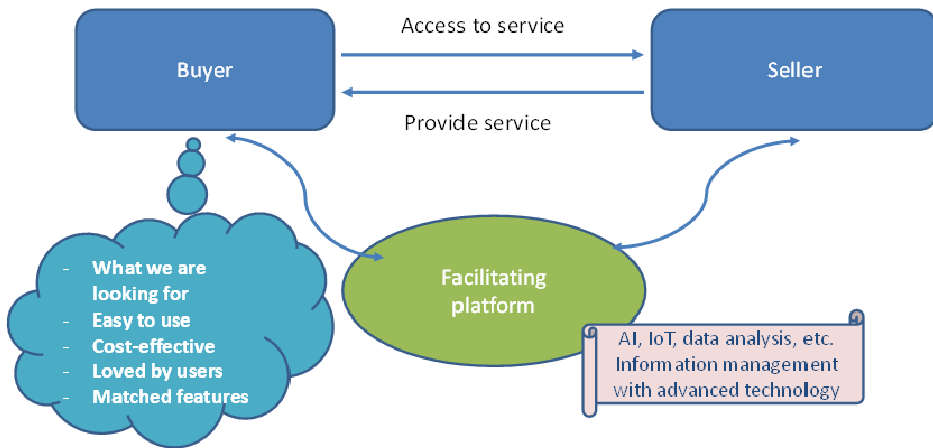 Access to service
Buyer
Seller
Provide service
- What we are
looking for
- Easy to use
- Cost-effective
- Loved by users
- Matched features
Facilitating
platform
AI, IoT, data analysis, etc.
Information management
with advanced technology